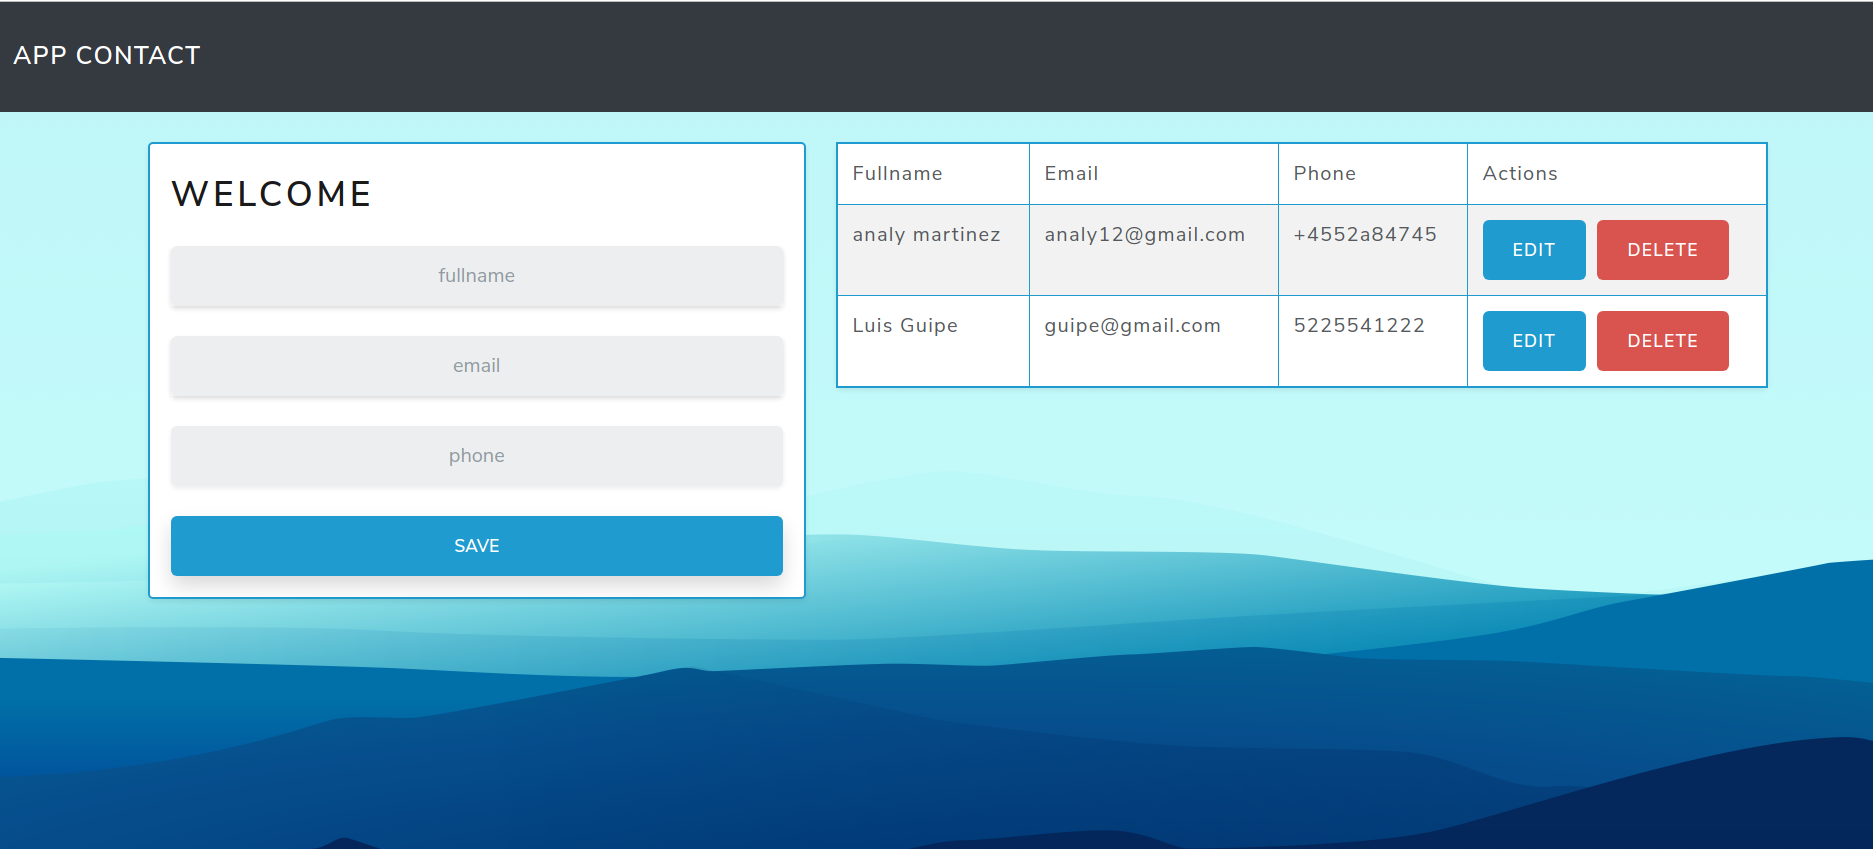 APP CONTACT
WELCOME
fullname
email
phone
SAVE
Fullname Email Phone Actions
analy martinez analy12@gmail.com +4552a84745 EDIT DELETE
Luis Guipe guipe@gmail.com 5225541222 EDIT DELETE